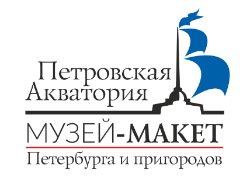 Петровская
Акватория
МУЗЕЙ-МАКЕТ
Петербурга и пригородов